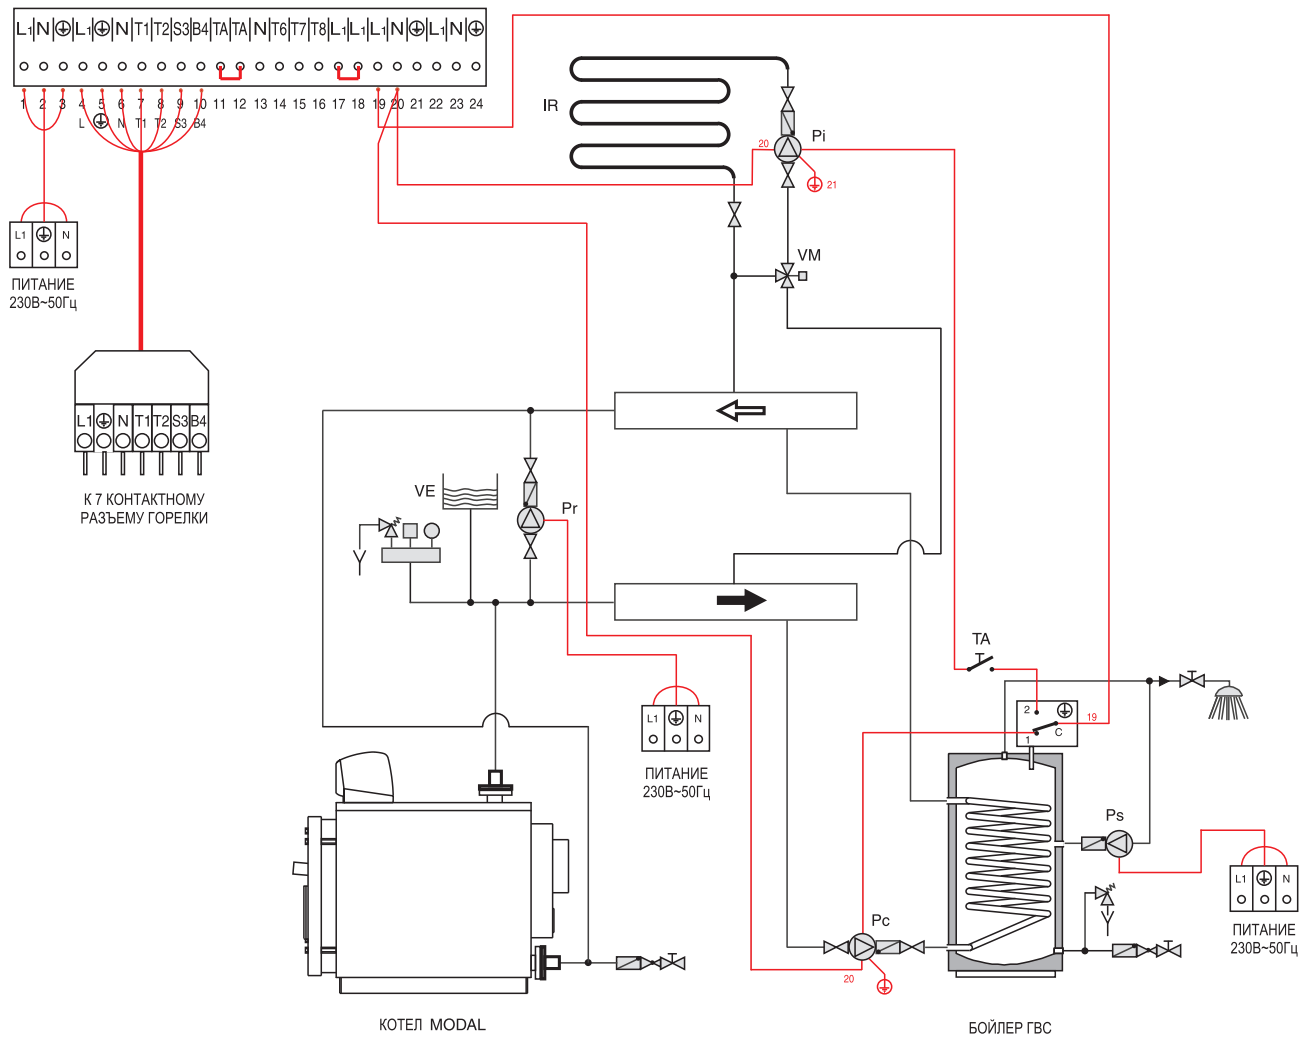 L1 N ⏚ L1 ⏚ N T1 T2 S3 B4 TA TA N T6 T7 T8 L1 L1 L1 N ⏚ L1 N ⏚
1 2 3 4 5 6 7 8 9 10 11 12 13 14 15 16 17 18 19 20 21 22 23 24
L ⏚ N T1 T2 S3 B4
L1 ⏚ N
ПИТАНИЕ
230В~50Гц
L1 ⏚ N T1 T2 S3 B4
К 7 КОНТАКТНОМУ
РАЗЪЕМУ ГОРЕЛКИ
IR
20
Pi
21
VM
VE
Pr
L1 ⏚ N
ПИТАНИЕ
230В~50Гц
TA
2
19
1
C
Ps
L1 ⏚ N
ПИТАНИЕ
230В~50Гц
Pc
20
КОТЕЛ MODAL
БОЙЛЕР ГВС